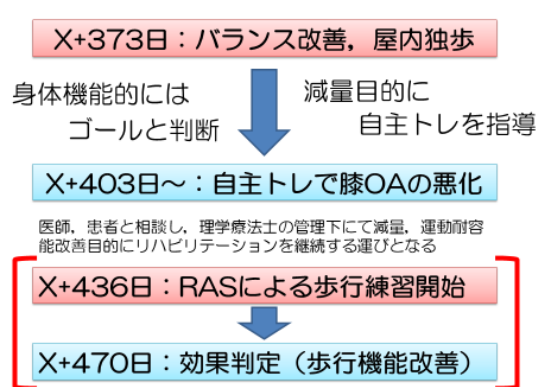 X+373日：バランス改善，屋内独歩
身体機能的には
ゴールと判断
減量目的に
自主トレを指導
X+403日～：自主トレで膝OAの悪化
医師，患者と相談し，理学療法士の管理下にて減量，運動耐容
能改善目的にリハビリテーションを継続する運びとなる
X+436日：RASによる歩行練習開始
X+470日：効果判定（歩行機能改善）